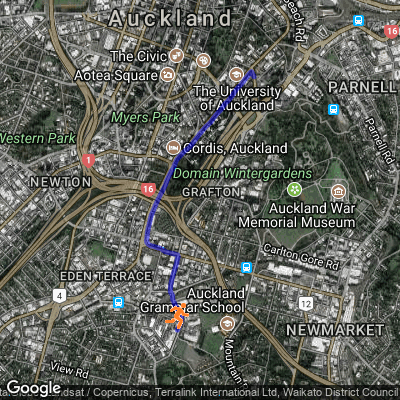 Auckland
Beach Rd
The Civic
Aotea Square
16
The University
of Auckland
PARNELL
Myers Park
Parnell Rd
Western Park
1
Cordis, Auckland
Domain Wintergardens
NEWTON
16
GRAFTON
Auckland War
Memorial Museum
Carlton Gore Rd
EDEN TERRACE
4
Auckland
Grammar School
12
NEWMARKET
Mountain Rd
View Rd
Google
/ Copernicus, Terralink International Ltd, Waikato District Council